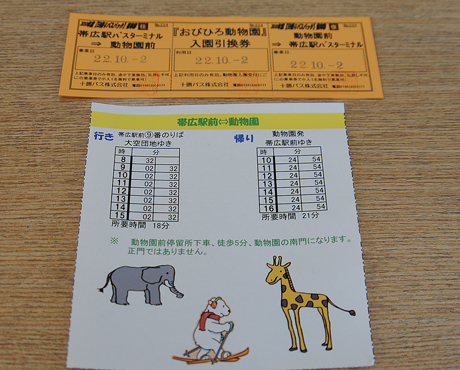 帯広駅バスターミナル
⇒ 動物園前
乗車日
22.10.-2
十勝バス株式会社
『おびひろ動物園』
入園引換券
利用日
22.10.-2
十勝バス株式会社
動物園前
⇒ 帯広駅バスターミナル
乗車日
22.10.-2
十勝バス株式会社
帯広駅前⇔動物園
行き 帯広駅前⑨番のりば
大空団地ゆき
時 分
8 32
9 02 32
10 02 32
11 02 32
12 02 32
13 02 32
14 02 32
15 02 32
所要時間 18分
帰り 動物園発
帯広駅前ゆき
時 分
10 24 54
11 24 54
12 24 54
13 24 54
14 24 54
15 24 54
16 24 54
所要時間 21分
※ 動物園前停留所下車、徒歩5分、動物園の南門になります。
正門ではありません。